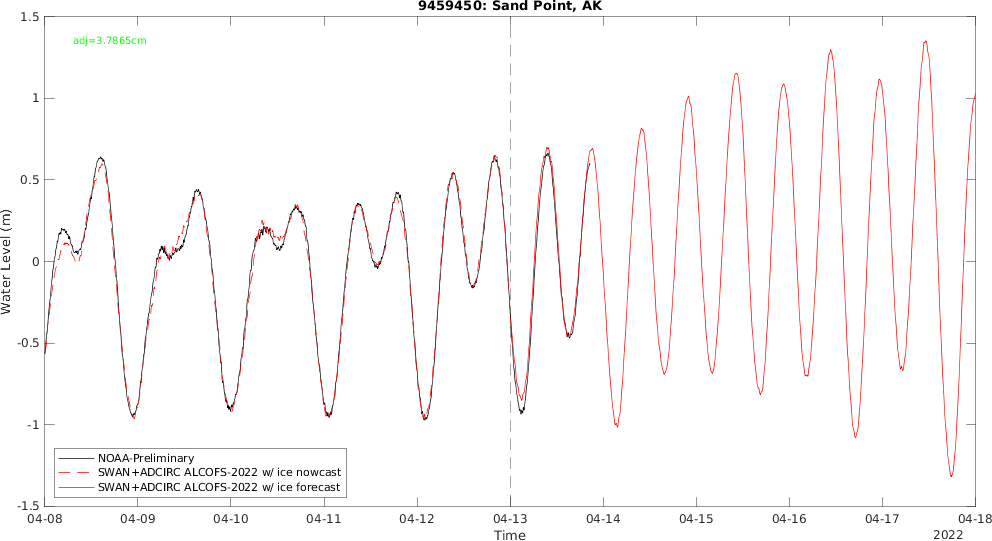 9459450: Sand Point, AK
adj=3.7865cm
Water Level (m)
1.5
1
0.5
0
-0.5
-1
-1.5
NOAA-Preliminary
SWAN+ADCIRC ALCOFS-2022 w/ ice nowcast
SWAN+ADCIRC ALCOFS-2022 w/ ice forecast
04-08 04-09 04-10 04-11 04-12 04-13 04-14 04-15 04-16 04-17 04-18
Time
2022